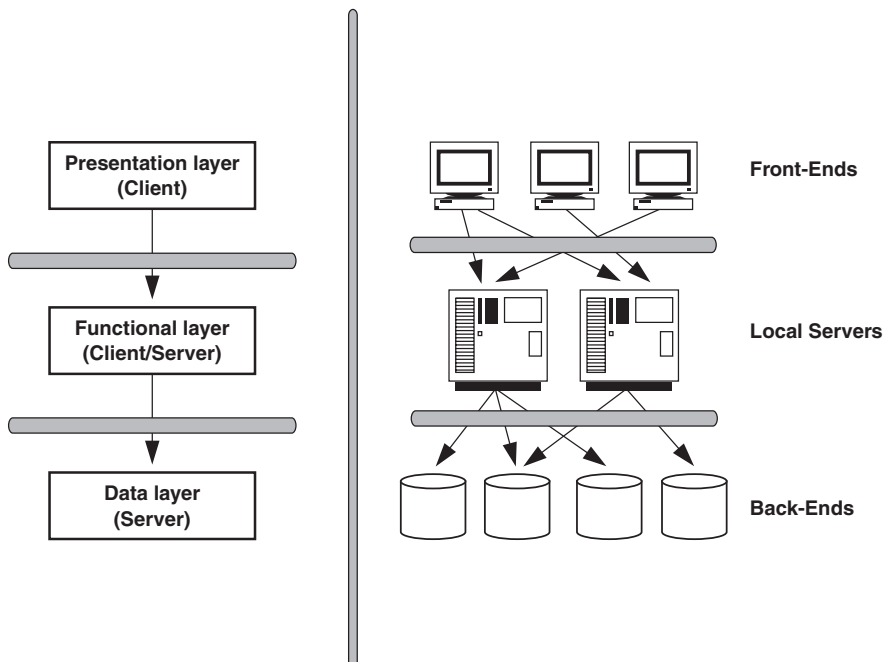 Presentation layer
(Client)
Functional layer
(Client/Server)
Data layer
(Server)
Front-Ends
Local Servers
Back-Ends